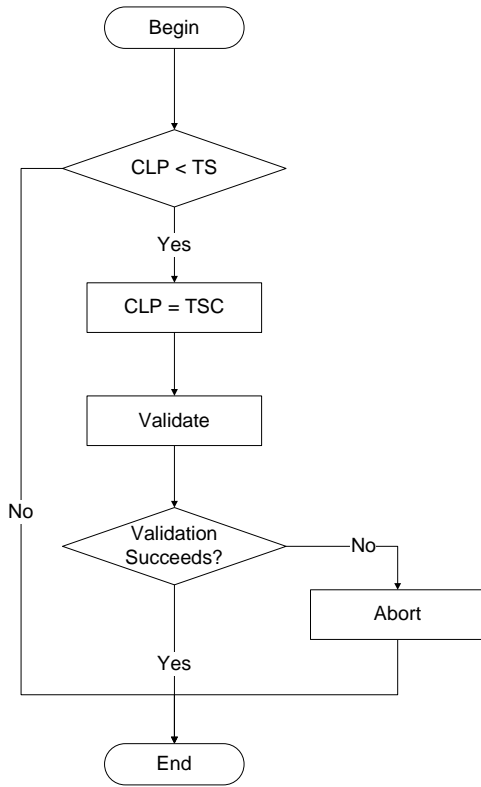 Begin
CLP < TS
Yes
CLP = TSC
Validate
No
Validation
Succeeds?
No
Abort
Yes
End